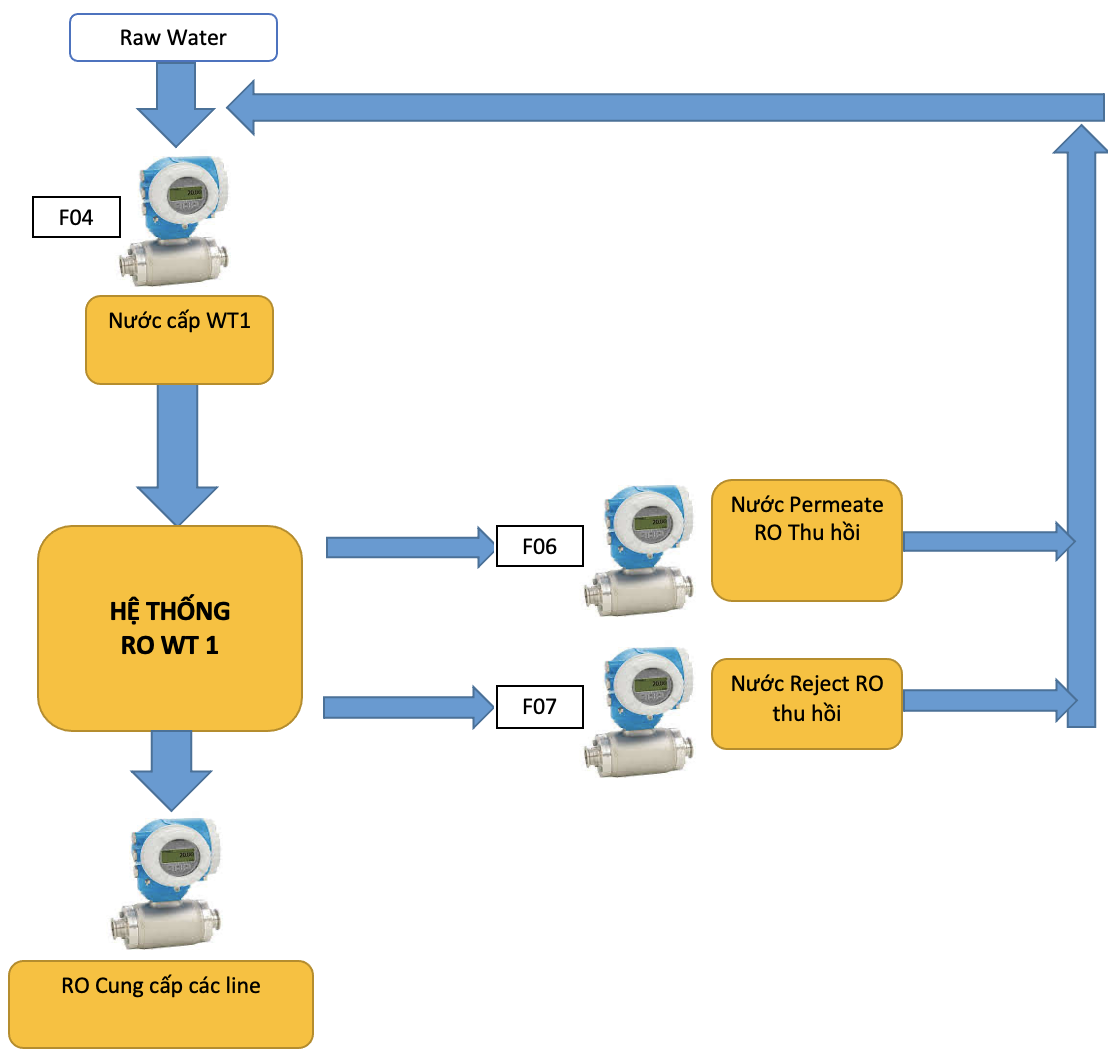 Raw Water
F04
Nước cấp WT1
Nước Permeate
RO Thu hồi
F06
HỆ THỐNG
RO WT 1
Nước Reject RO
thu hồi
F07
RO Cung cấp các line